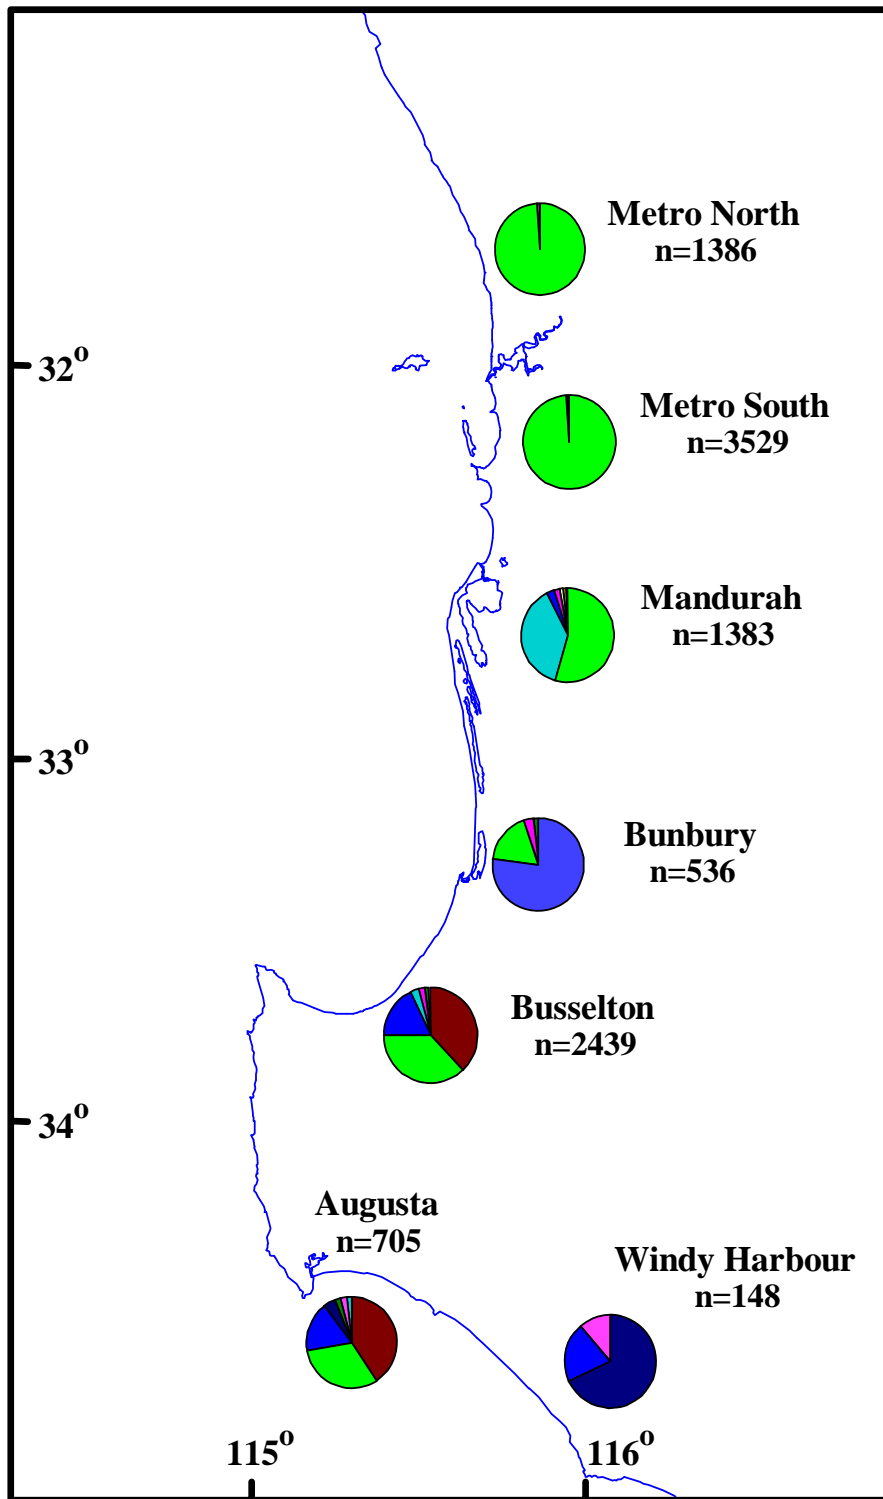 Metro North
n=1386
32°
Metro South
n=3529
Mandurah
n=1383
33°
Bunbury
n=536
Busselton
n=2439
34°
Augusta
n=705
Windy Harbour
n=148
115°
116°